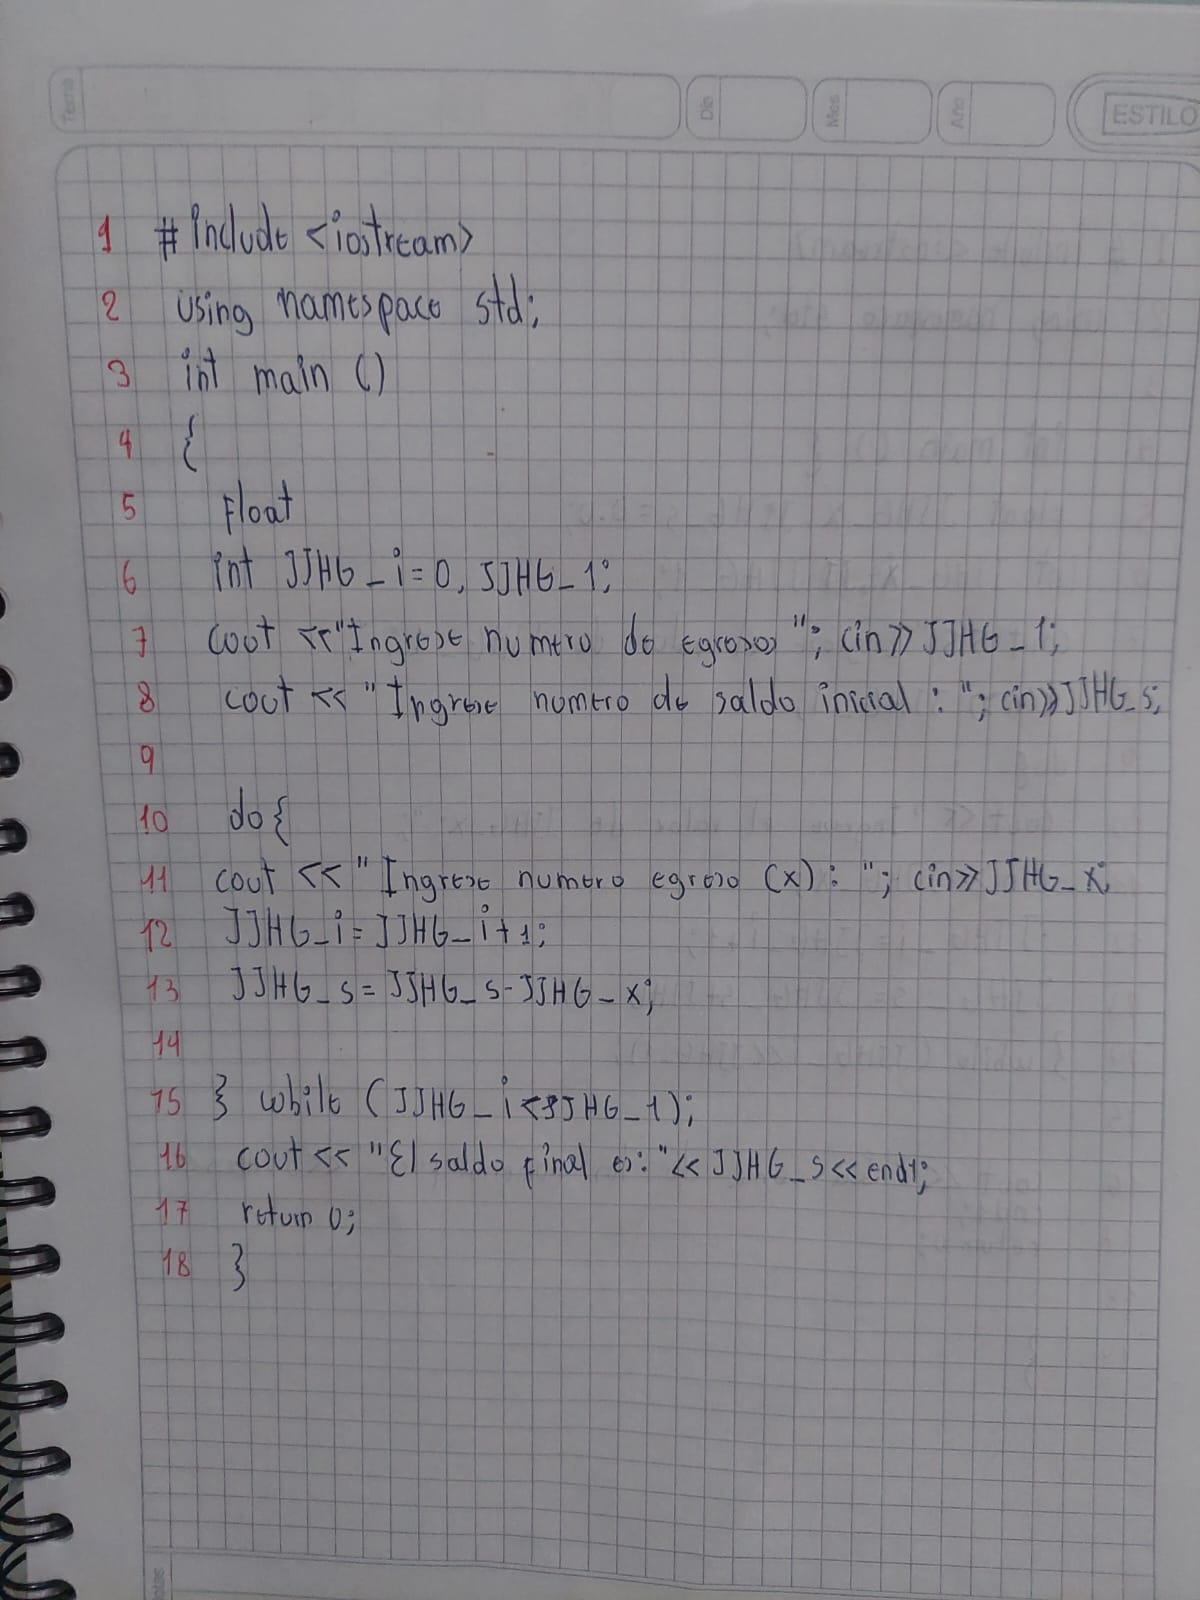 Tema
Día
Mes
Año
ESTILO
1 # include <iostream>
2 using namespace std;
3 int main ()
4 {
5 Float
6 int JJHG_i=0, JJHG_1;
7 cout <<"Ingrese numero de egresos "; cin>>JJHG_1;
8 cout << "Ingrese numero de saldo inicial : "; cin>>JJHG_s;
9
10 do {
11 cout << "Ingrese numero egreso (x) : "; cin>>JJHG_x;
12 JJHG_i= JJHG_i+1;
13 JJHG_s= JJHG_s-JJHG_x;
14
15 } while (JJHG_i<JJHG_1);
16 cout << "El saldo final es: "<< JJHG_s<< endl;
17 return 0;
18 }